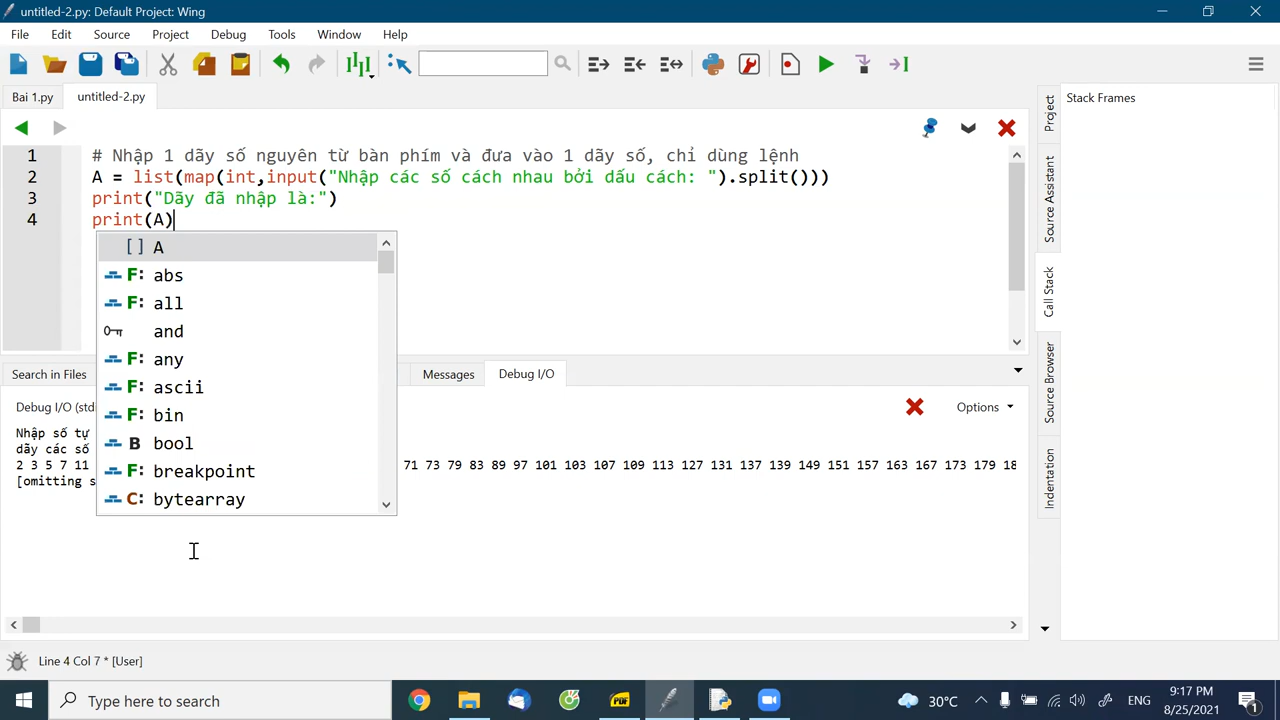 untitled-2.py: Default Project: Wing
File Edit Source Project Debug Tools Window Help
Bai 1.py untitled-2.py
Stack Frames
1 # Nhập 1 dãy số nguyên từ bàn phím và đưa vào 1 dãy số, chỉ dùng lệnh
2 A = list(map(int,input("Nhập các số cách nhau bởi dấu cách: ").split()))
3 print("Dãy đã nhập là:")
4 print(A)
[] A
F: abs
F: all
and
F: any
F: ascii
F: bin
B bool
F: breakpoint
C: bytearray
Project
Source Assistant
Call Stack
Source Browser
Indentation
Search in Files Messages Debug I/O
Debug I/O (std Options
Nhập số tự
dãy các số
2 3 5 7 11 71 73 79 83 89 97 101 103 107 109 113 127 131 137 139 149 151 157 163 167 173 179 18
[omitting s
Line 4 Col 7 * [User]
Type here to search
30°C ENG
9:17 PM
8/25/2021
1